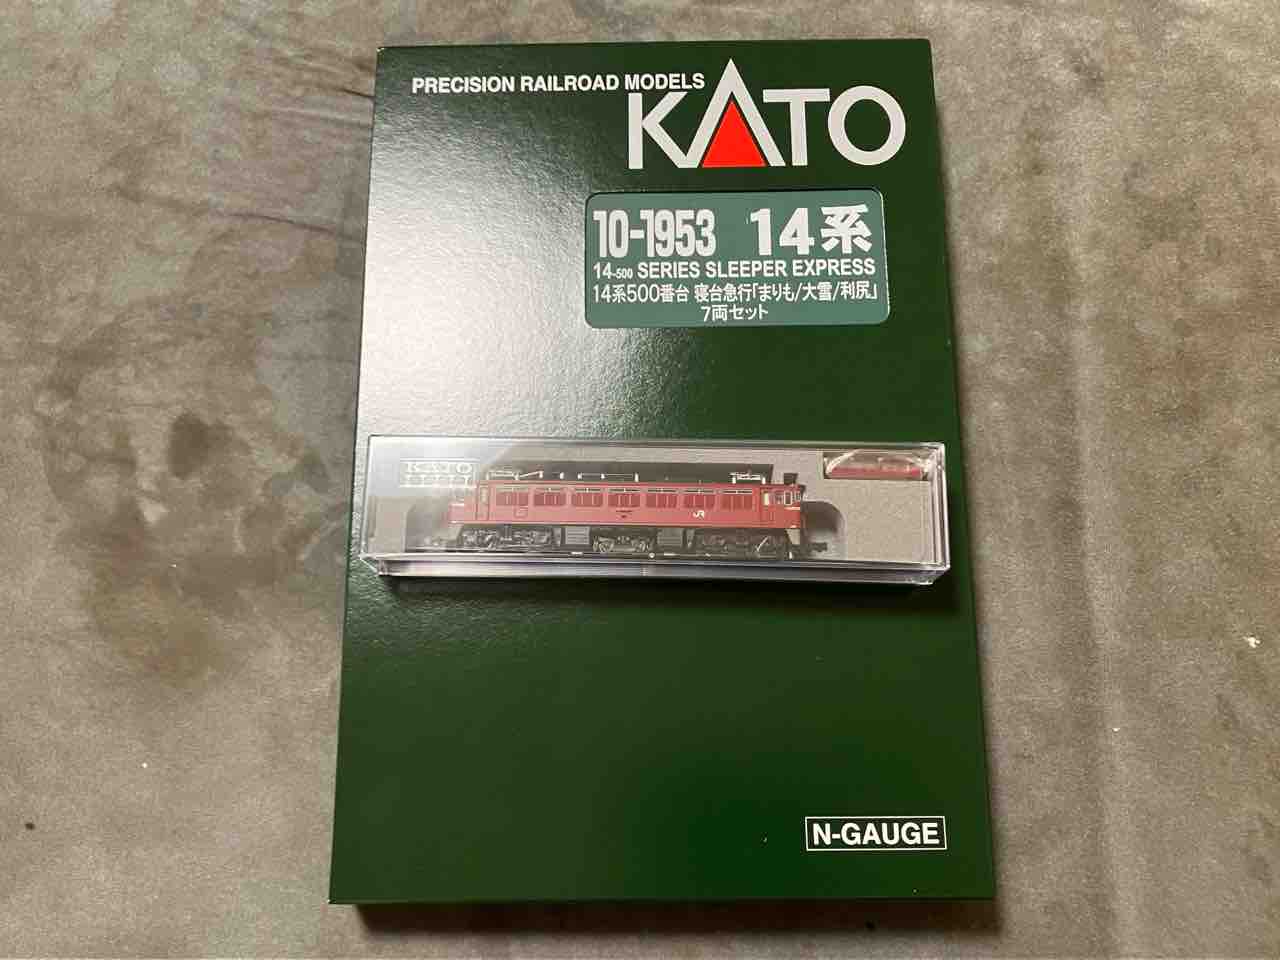 PRECISION RAILROAD MODELS
KATO
10-1953 14系
14-500 SERIES SLEEPER EXPRESS
14系500番台 寝台急行「まりも/大雪/利尻」
7両セット
KATO
JR
N-GAUGE